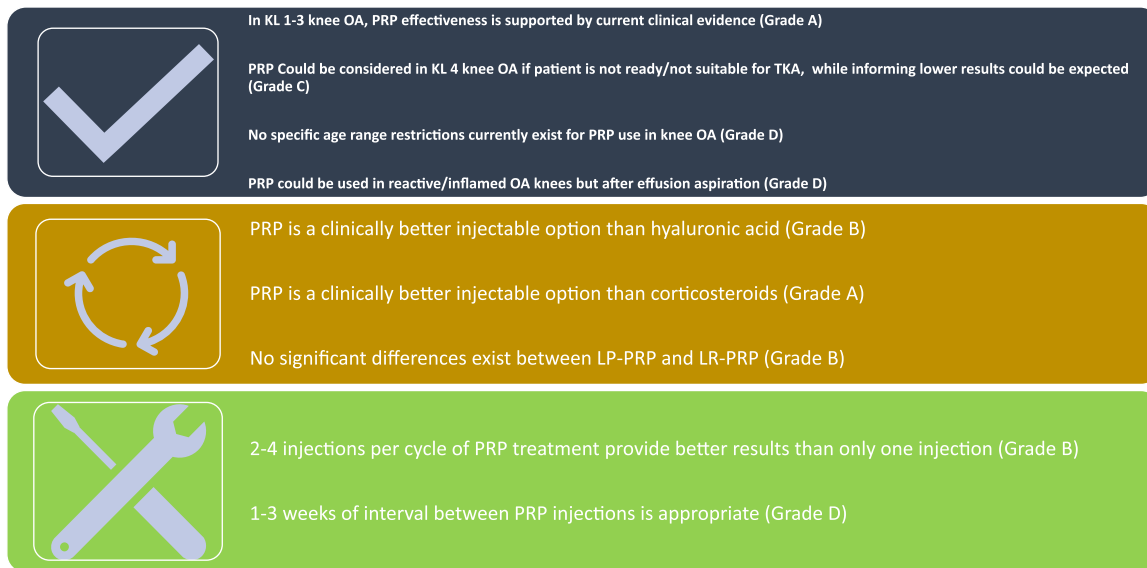 In KL 1-3 knee OA, PRP effectiveness is supported by current clinical evidence (Grade A)
PRP Could be considered in KL 4 knee OA if patient is not ready/not suitable for TKA, while informing lower results could be expected
(Grade C)
No specific age range restrictions currently exist for PRP use in knee OA (Grade D)
PRP could be used in reactive/inflamed OA knees but after effusion aspiration (Grade D)
PRP is a clinically better injectable option than hyaluronic acid (Grade B)
PRP is a clinically better injectable option than corticosteroids (Grade A)
No significant differences exist between LP-PRP and LR-PRP (Grade B)
2-4 injections per cycle of PRP treatment provide better results than only one injection (Grade B)
1-3 weeks of interval between PRP injections is appropriate (Grade D)